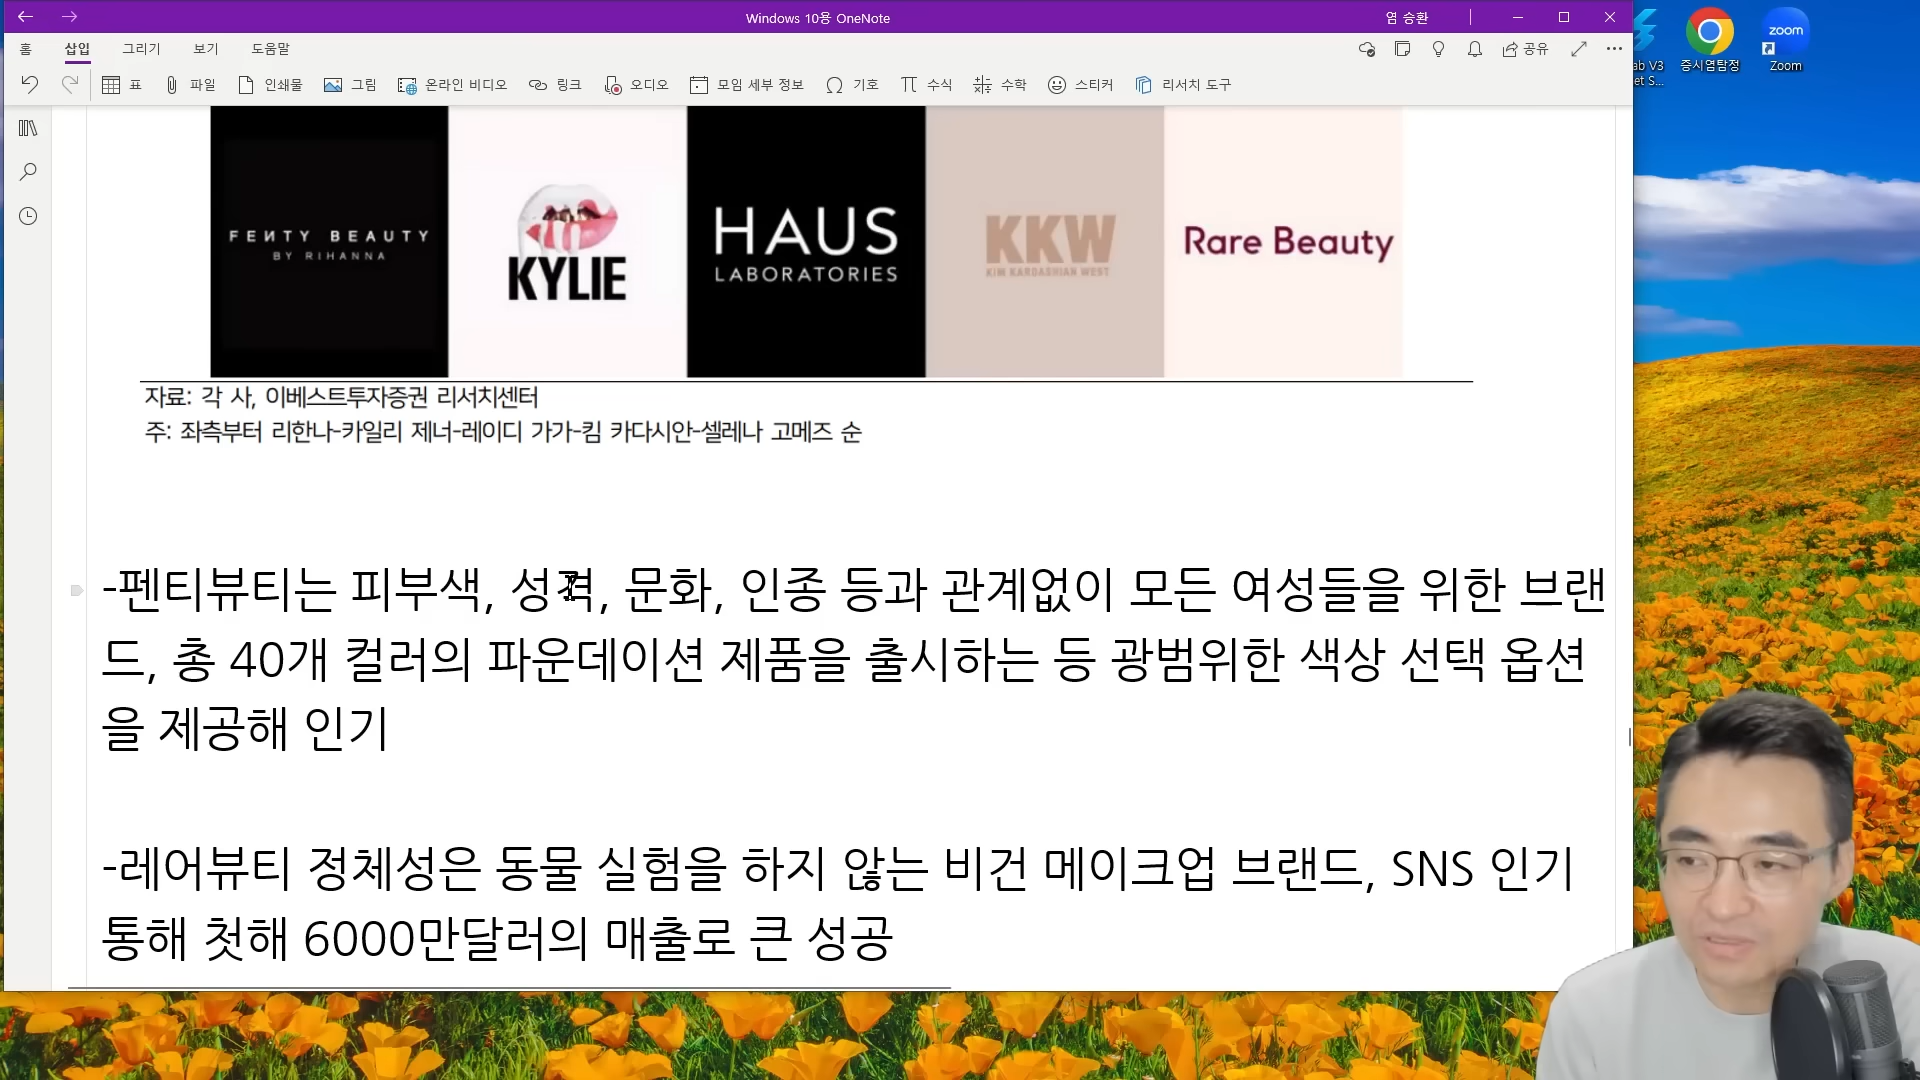 Windows 10용 OneNote
염 승환
홈 삽입 그리기 보기 도움말
공유
표 파일 인쇄물 그림 온라인 비디오 링크 오디오 모임 세부 정보 기호 수식 수학 스티커 리서치 도구
ab V3
et S...
증시염탐정
zoom
Zoom
FENTY BEAUTY
BY RIHANNA
KYLIE
HAUS
LABORATORIES
KKW
KIM KARDASHIAN WEST
Rare Beauty
자료: 각 사, 이베스트투자증권 리서치센터
주: 좌측부터 리한나-카일리 제너-레이디 가가-킴 카다시안-셀레나 고메즈 순
-펜티뷰티는 피부색, 성격, 문화, 인종 등과 관계없이 모든 여성들을 위한 브랜
드, 총 40개 컬러의 파운데이션 제품을 출시하는 등 광범위한 색상 선택 옵션
을 제공해 인기
-레어뷰티 정체성은 동물 실험을 하지 않는 비건 메이크업 브랜드, SNS 인기
통해 첫해 6000만달러의 매출로 큰 성공